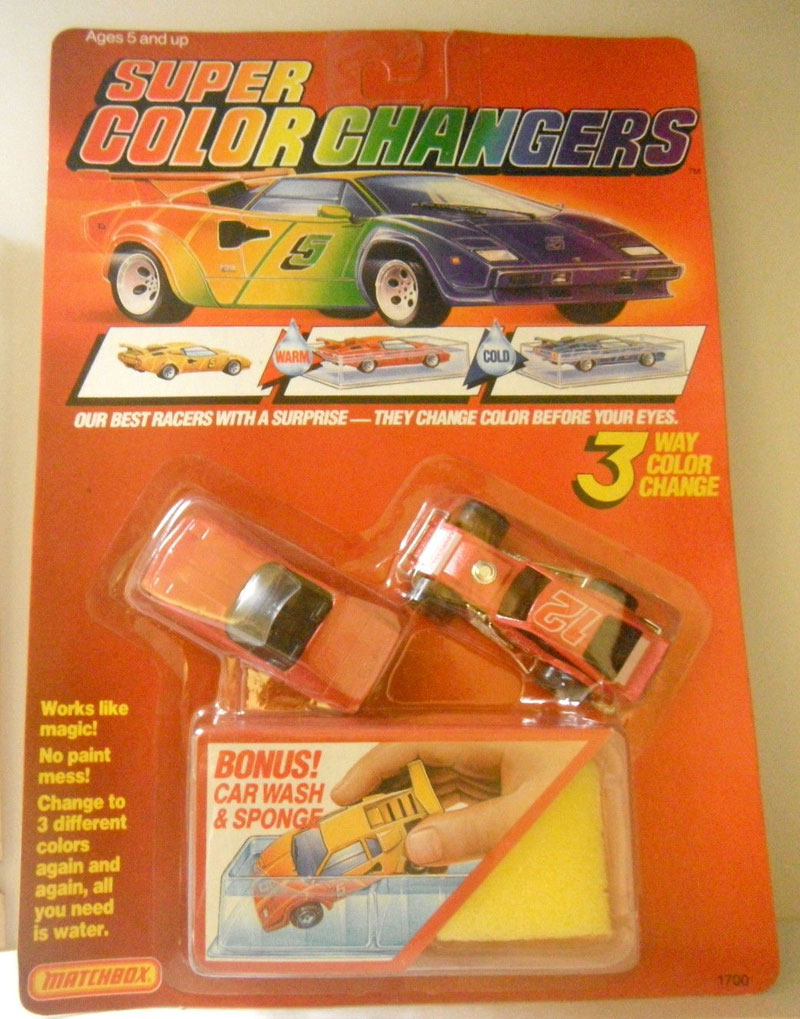 Ages 5 and up
SUPER
COLOR CHANGERS™
5
WARM
COLD
OUR BEST RACERS WITH A SURPRISE — THEY CHANGE COLOR BEFORE YOUR EYES.
3 WAY
COLOR
CHANGE
12
Works like
magic!
No paint
mess!
Change to
3 different
colors
again and
again, all
you need
is water.
BONUS!
CAR WASH
& SPONGE
5
MATCHBOX
1700